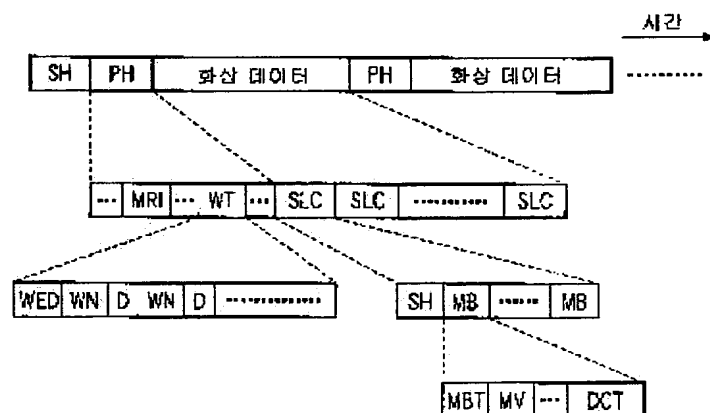 시간
SH PH 화상 데이터 PH 화상 데이터 ........
... MRI ... WT ... SLC SLC ........ SLC
WED WN D WN D ........
SH MB ...... MB
MBT MV ... DCT